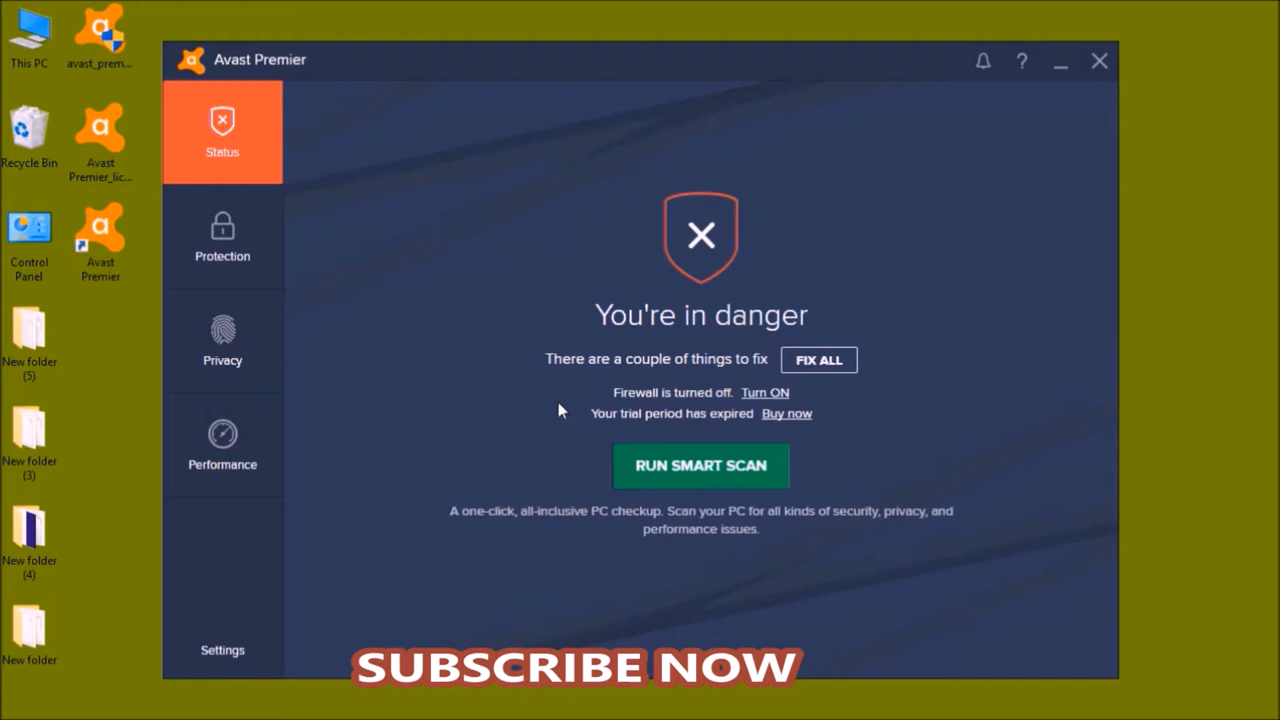 This PC
avast_prem...
Recycle Bin
Avast
Premier_lic...
Control
Panel
Avast
Premier
New folder
(5)
New folder
(3)
New folder
(4)
New folder
Avast Premier
?
Status
Protection
Privacy
Performance
Settings
You're in danger
There are a couple of things to fix FIX ALL
Firewall is turned off. Turn ON
Your trial period has expired Buy now
RUN SMART SCAN
A one-click, all-inclusive PC checkup. Scan your PC for all kinds of security, privacy, and
performance issues.
SUBSCRIBE NOW